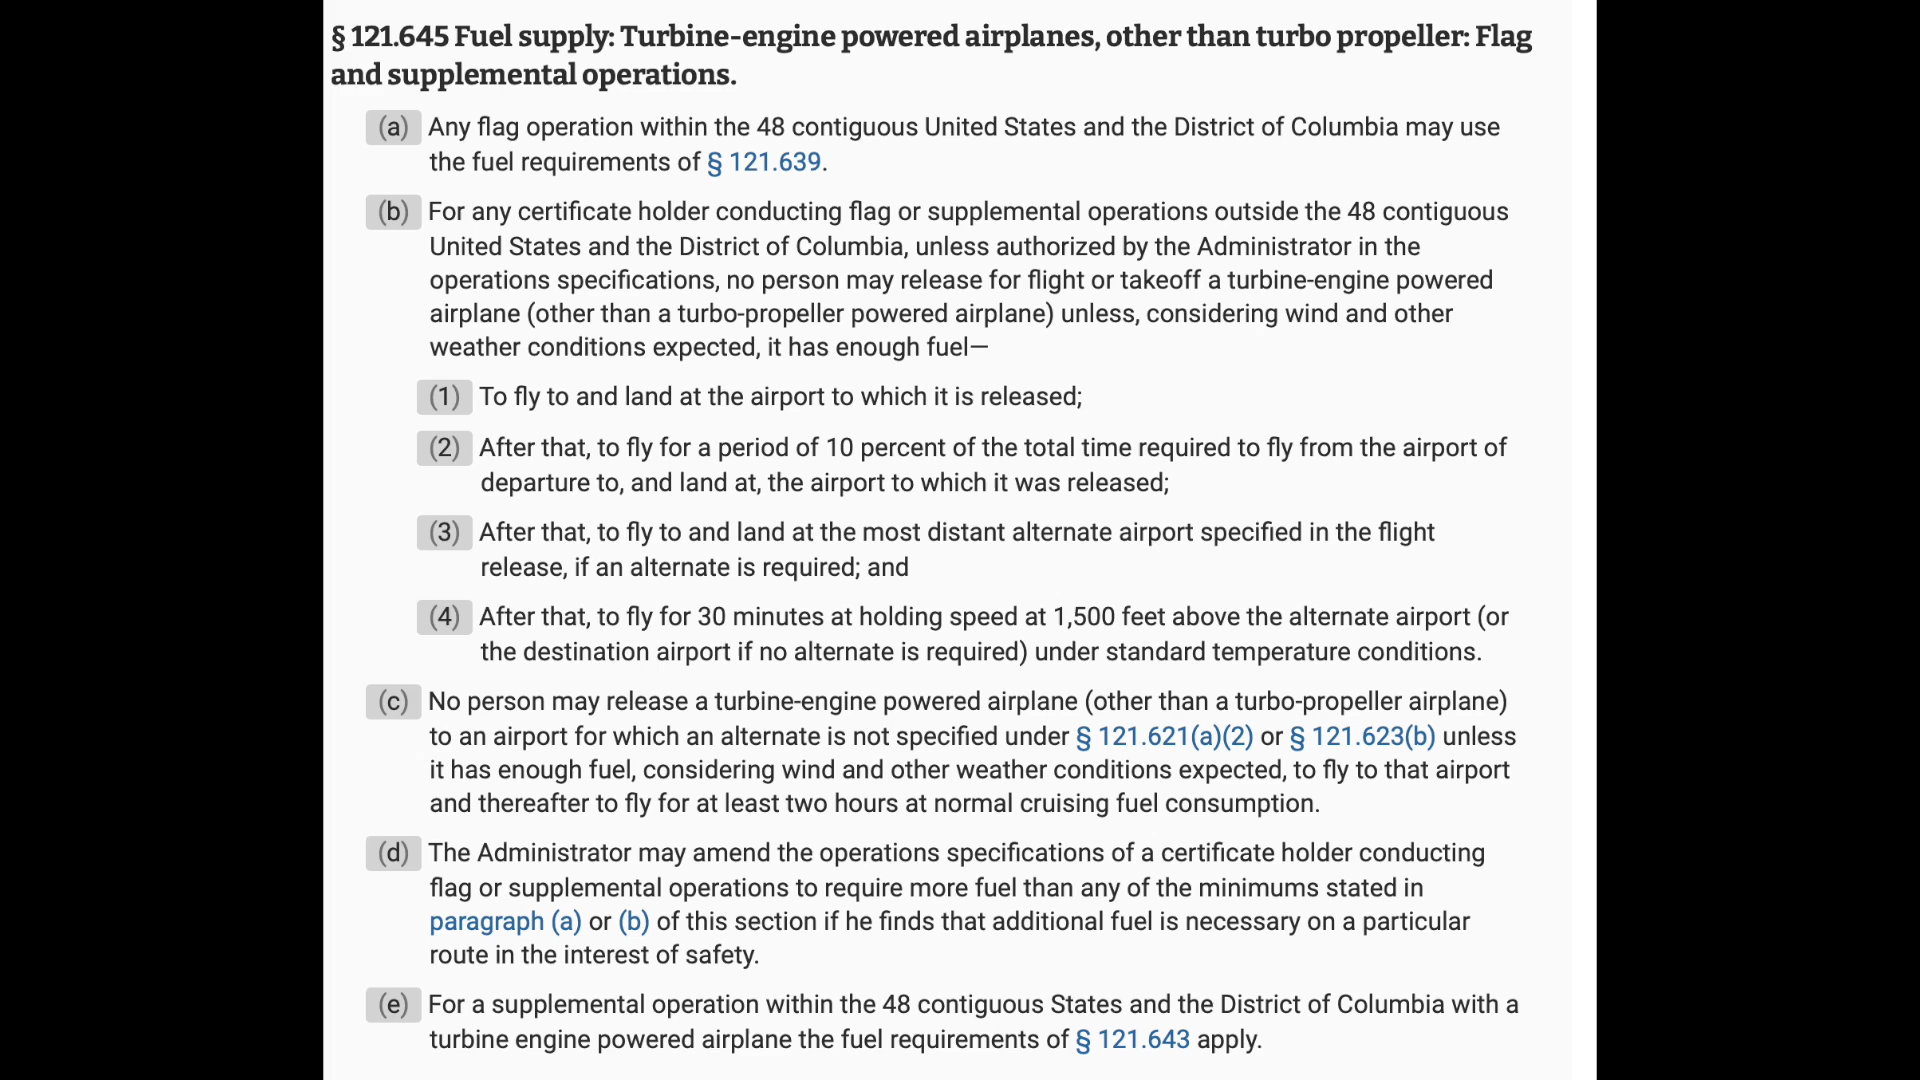 § 121.645 Fuel supply: Turbine-engine powered airplanes, other than turbo propeller: Flag
and supplemental operations.
(a) Any flag operation within the 48 contiguous United States and the District of Columbia may use
the fuel requirements of § 121.639.
(b) For any certificate holder conducting flag or supplemental operations outside the 48 contiguous
United States and the District of Columbia, unless authorized by the Administrator in the
operations specifications, no person may release for flight or takeoff a turbine-engine powered
airplane (other than a turbo-propeller powered airplane) unless, considering wind and other
weather conditions expected, it has enough fuel—
(1) To fly to and land at the airport to which it is released;
(2) After that, to fly for a period of 10 percent of the total time required to fly from the airport of
departure to, and land at, the airport to which it was released;
(3) After that, to fly to and land at the most distant alternate airport specified in the flight
release, if an alternate is required; and
(4) After that, to fly for 30 minutes at holding speed at 1,500 feet above the alternate airport (or
the destination airport if no alternate is required) under standard temperature conditions.
(c) No person may release a turbine-engine powered airplane (other than a turbo-propeller airplane)
to an airport for which an alternate is not specified under § 121.621(a)(2) or § 121.623(b) unless
it has enough fuel, considering wind and other weather conditions expected, to fly to that airport
and thereafter to fly for at least two hours at normal cruising fuel consumption.
(d) The Administrator may amend the operations specifications of a certificate holder conducting
flag or supplemental operations to require more fuel than any of the minimums stated in
paragraph (a) or (b) of this section if he finds that additional fuel is necessary on a particular
route in the interest of safety.
(e) For a supplemental operation within the 48 contiguous States and the District of Columbia with a
turbine engine powered airplane the fuel requirements of § 121.643 apply.